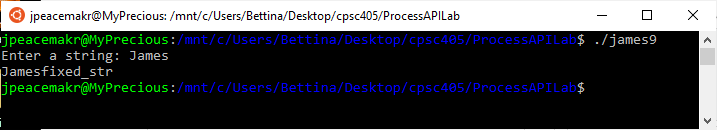 jpeacemakr@MyPrecious: /mnt/c/Users/Bettina/Desktop/cpsc405/ProcessAPILab
jpeacemakr@MyPrecious:/mnt/c/Users/Bettina/Desktop/cpsc405/ProcessAPILab$ ./james9
Enter a string: James
Jamesfixed_str
jpeacemakr@MyPrecious:/mnt/c/Users/Bettina/Desktop/cpsc405/ProcessAPILab$